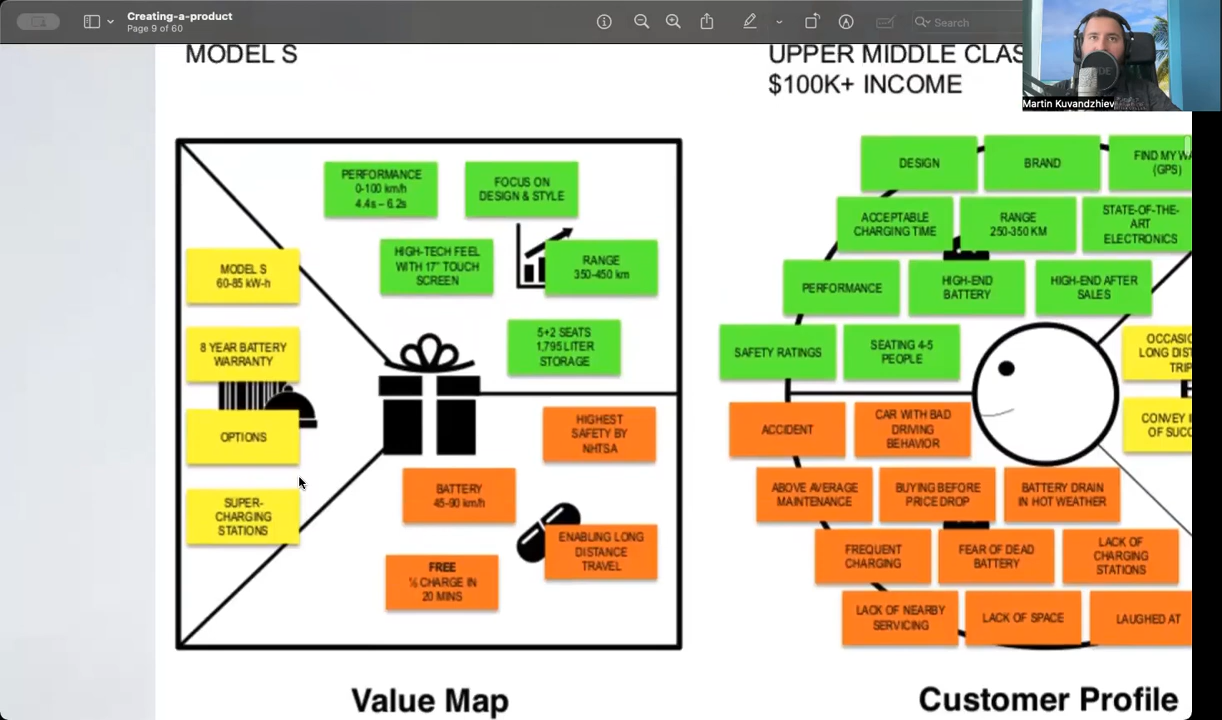 Creating-a-product
Page 9 of 60
Search
Martin Kuvandzhiev
MODEL S
UPPER MIDDLE
$100K+ INCOME
PERFORMANCE
0-100 km/h
4.4s – 6.2s
FOCUS ON
DESIGN & STYLE
HIGH-TECH FEEL
WITH 17" TOUCH
SCREEN
RANGE
350-450 km
5+2 SEATS
1,795 LITER
STORAGE
MODEL S
60-85 kW-h
8 YEAR BATTERY
WARRANTY
OPTIONS
SUPER-
CHARGING
STATIONS
HIGHEST
SAFETY BY
NHTSA
BATTERY
45-90 km/h
ENABLING LONG
DISTANCE
TRAVEL
FREE
½ CHARGE IN
20 MINS
Value Map
DESIGN
BRAND
FIND MY
(GPS)
ACCEPTABLE
CHARGING TIME
RANGE
250-350 KM
STATE-OF-THE-
ART
ELECTRONICS
PERFORMANCE
HIGH-END
BATTERY
HIGH-END AFTER
SALES
SAFETY RATINGS
SEATING 4-5
PEOPLE
LONG
CONVEY
OF
ACCIDENT
CAR WITH BAD
DRIVING
BEHAVIOR
ABOVE AVERAGE
MAINTENANCE
BUYING BEFORE
PRICE DROP
BATTERY DRAIN
IN HOT WEATHER
FREQUENT
CHARGING
FEAR OF DEAD
BATTERY
LACK OF
CHARGING
STATIONS
LACK OF NEARBY
SERVICING
LACK OF SPACE
LAUGHED AT
Customer Profile